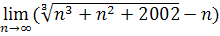 lim_{n→∞}(∛(n³ + n² + 2002) − n)